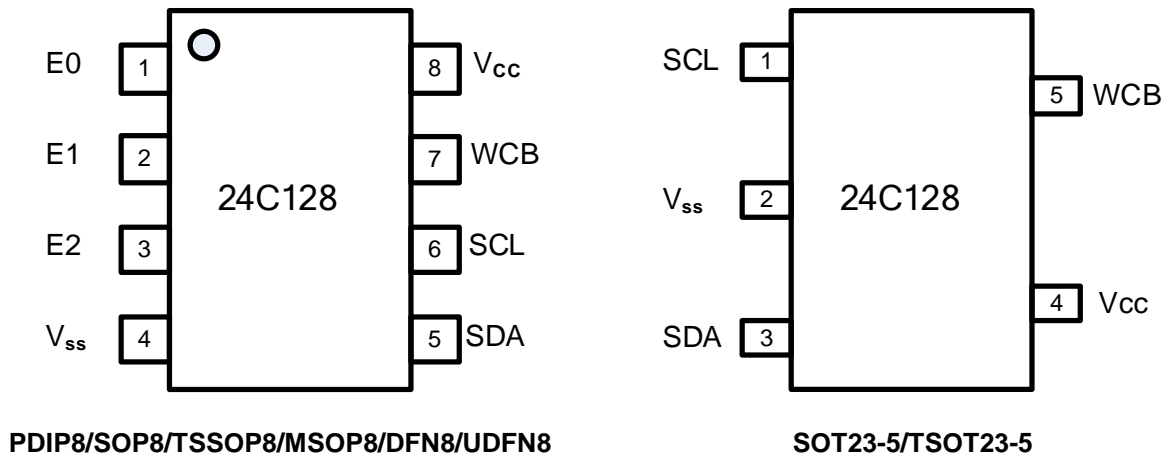 E0 1
8 Vcc
E1 2
7 WCB
24C128
E2 3
6 SCL
Vss 4
5 SDA
PDIP8/SOP8/TSSOP8/MSOP8/DFN8/UDFN8
SCL 1
5 WCB
Vss 2
24C128
4 Vcc
SDA 3
SOT23-5/TSOT23-5